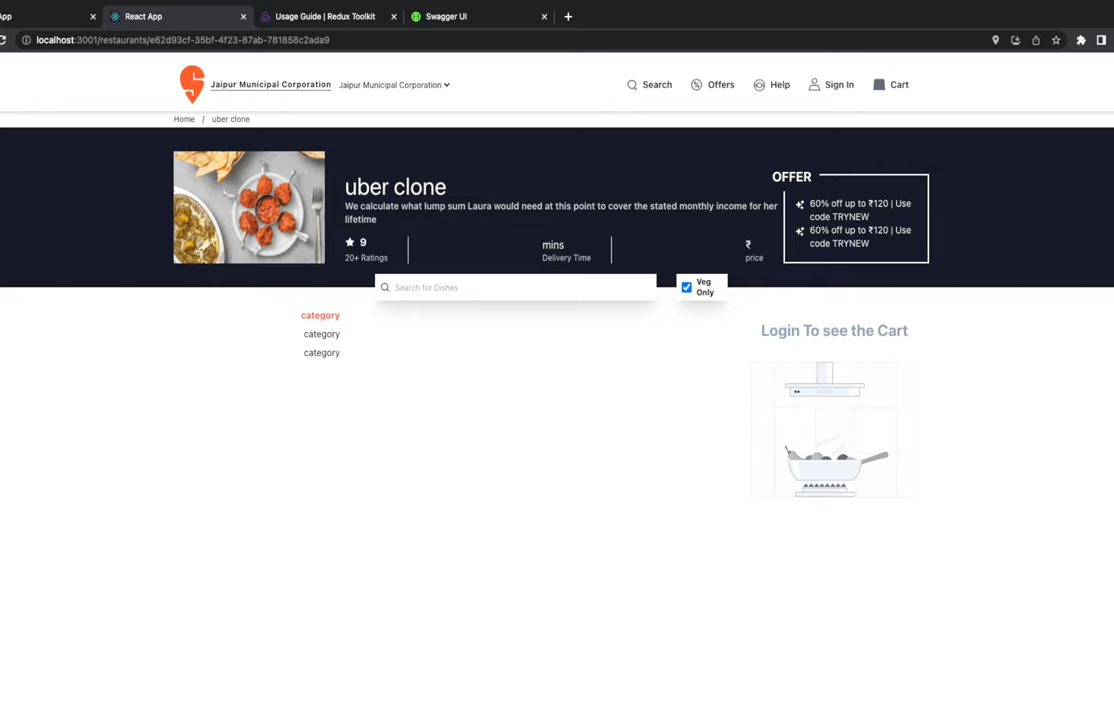 App
React App
Usage Guide | Redux Toolkit
Swagger UI
localhost:3001/restaurants/e62d93cf-35bf-4f23-87ab-781858c2ada9
Jaipur Municipal Corporation
Jaipur Municipal Corporation
Search
Offers
Help
Sign In
Cart
Home / uber clone
uber clone
We calculate what lump sum Laura would need at this point to cover the stated monthly income for her
lifetime
9
20+ Ratings
mins
Delivery Time
₹
price
OFFER
60% off up to ₹120 | Use
code TRYNEW
60% off up to ₹120 | Use
code TRYNEW
Search for Dishes
Veg
Only
category
category
category
Login To see the Cart